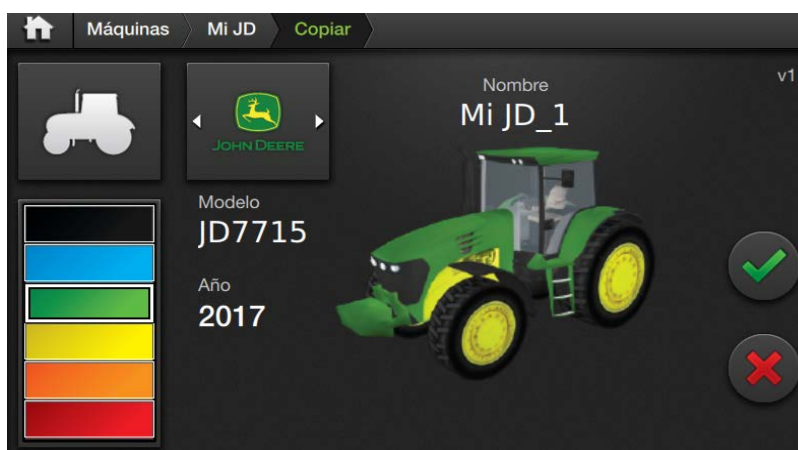 Máquinas
Mi JD
Copiar
v1
Nombre
Mi JD_1
JOHN DEERE
Modelo
JD7715
Año
2017